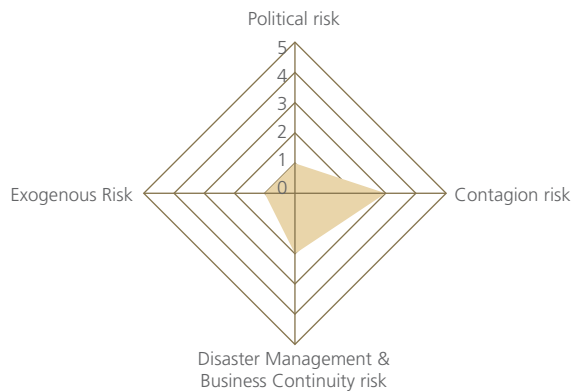 Political risk
5
4
3
2
1
0
Exogenous Risk
Contagion risk
Disaster Management &
Business Continuity risk